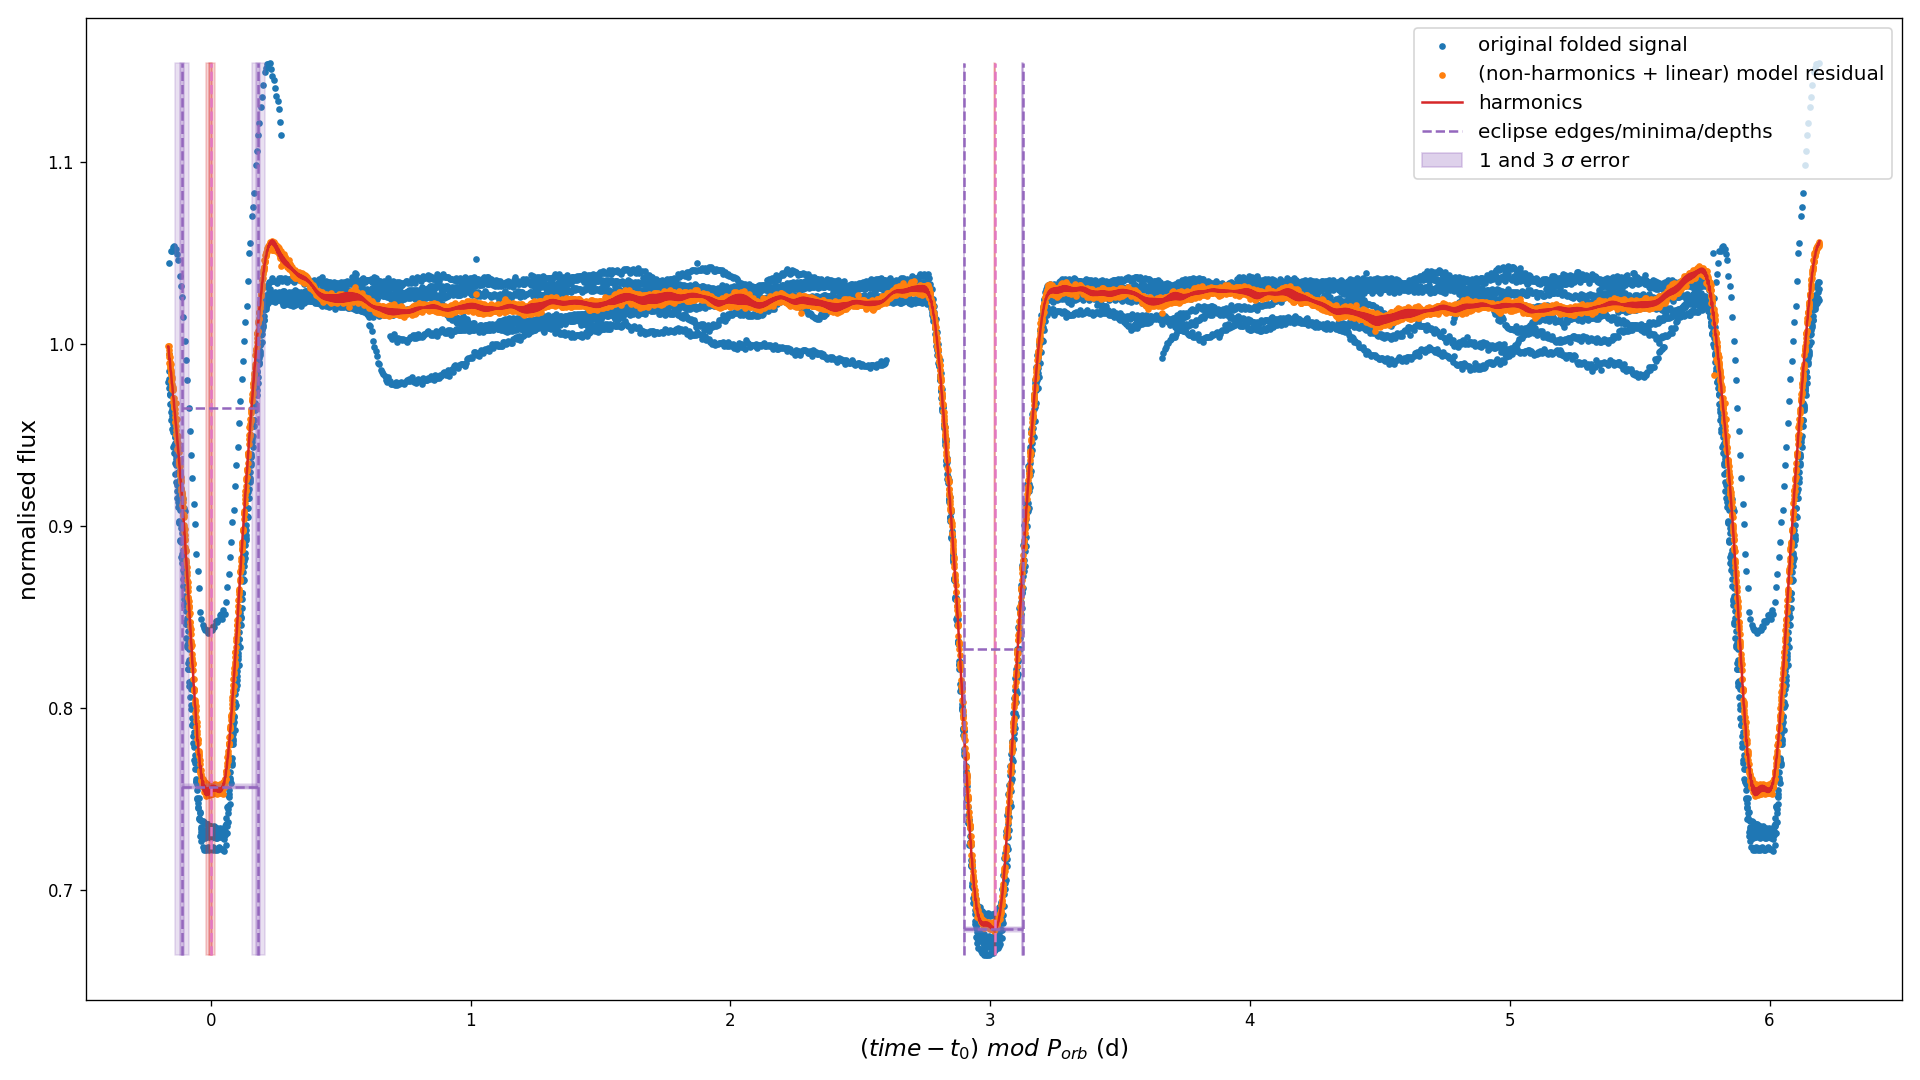 original folded signal
(non-harmonics + linear) model residual
harmonics
eclipse edges/minima/depths
1 and 3 σ error
normalised flux
1.1
1.0
0.9
0.8
0.7
0 1 2 3 4 5 6
(time − t₀) mod P_orb (d)